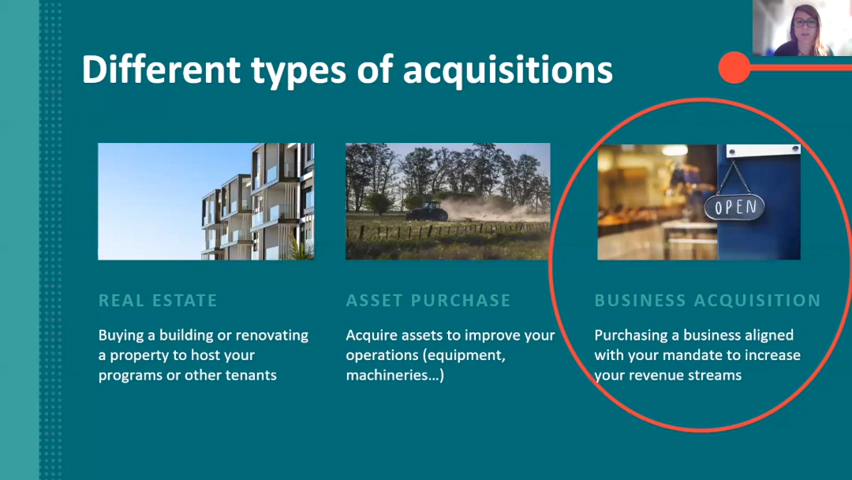 Different types of acquisitions
OPEN
REAL ESTATE
Buying a building or renovating
a property to host your
programs or other tenants
ASSET PURCHASE
Acquire assets to improve your
operations (equipment,
machineries…)
BUSINESS ACQUISITION
Purchasing a business aligned
with your mandate to increase
your revenue streams